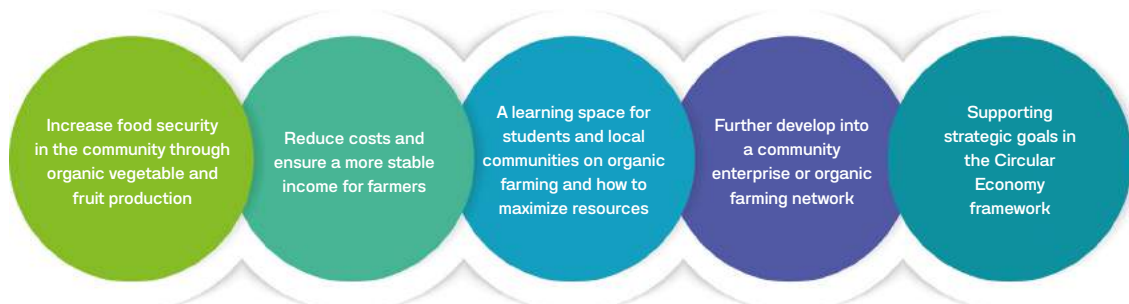 Increase food security
in the community through
organic vegetable and
fruit production
Reduce costs and
ensure a more stable
income for farmers
A learning space for
students and local
communities on organic
farming and how to
maximize resources
Further develop into
a community
enterprise or organic
farming network
Supporting
strategic goals in
the Circular
Economy
framework